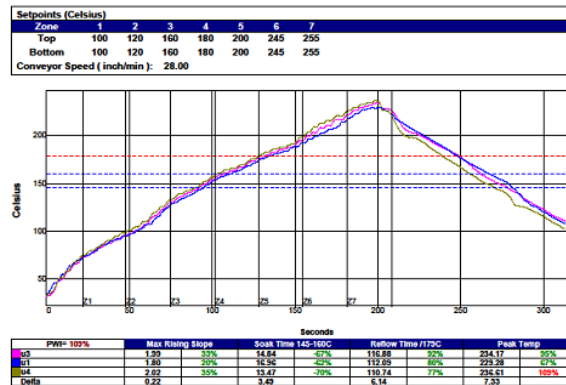 Setpoints (Celsius)
Zone 1 2 3 4 5 6 7
Top 100 120 160 180 200 245 255
Bottom 100 120 160 180 200 245 255
Conveyor Speed ( inch/min ): 28.00
Celsius
200
150
100
50
Z1 Z2 Z3 Z4 Z5 Z6 Z7
0 50 100 150 200 250 300
Seconds
PWI= 109% Max Rising Slope Soak Time 145-160C Reflow Time /179C Peak Temp
u3 1.99 33% 14.84 -67% 116.88 92% 234.17 95%
u1 1.80 20% 16.96 -62% 112.09 80% 229.28 67%
u4 2.02 35% 13.47 -70% 110.74 77% 236.61 109%
Delta 0.22 3.49 6.14 7.33